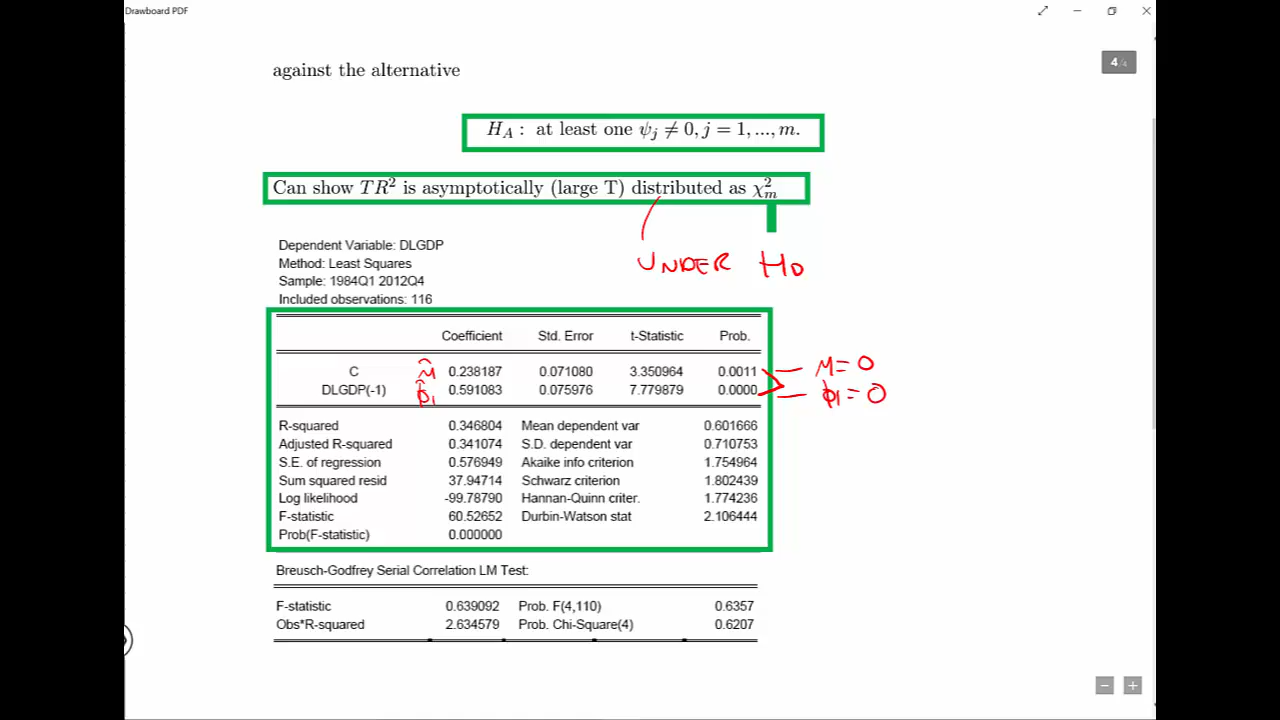 Drawboard PDF
4/4
against the alternative
H_A : at least one ψ_j ≠ 0, j = 1, ..., m.
Can show TR² is asymptotically (large T) distributed as χ²_m
UNDER H0
Dependent Variable: DLGDP
Method: Least Squares
Sample: 1984Q1 2012Q4
Included observations: 116
Coefficient Std. Error t-Statistic Prob.
C μ̂ 0.238187 0.071080 3.350964 0.0011 μ = 0
DLGDP(-1) ϕ̂1 0.591083 0.075976 7.779879 0.0000 ϕ1 = 0
R-squared 0.346804 Mean dependent var 0.601666
Adjusted R-squared 0.341074 S.D. dependent var 0.710753
S.E. of regression 0.576949 Akaike info criterion 1.754964
Sum squared resid 37.94714 Schwarz criterion 1.802439
Log likelihood -99.78790 Hannan-Quinn criter. 1.774236
F-statistic 60.52652 Durbin-Watson stat 2.106444
Prob(F-statistic) 0.000000
Breusch-Godfrey Serial Correlation LM Test:
F-statistic 0.639092 Prob. F(4,110) 0.6357
Obs*R-squared 2.634579 Prob. Chi-Square(4) 0.6207